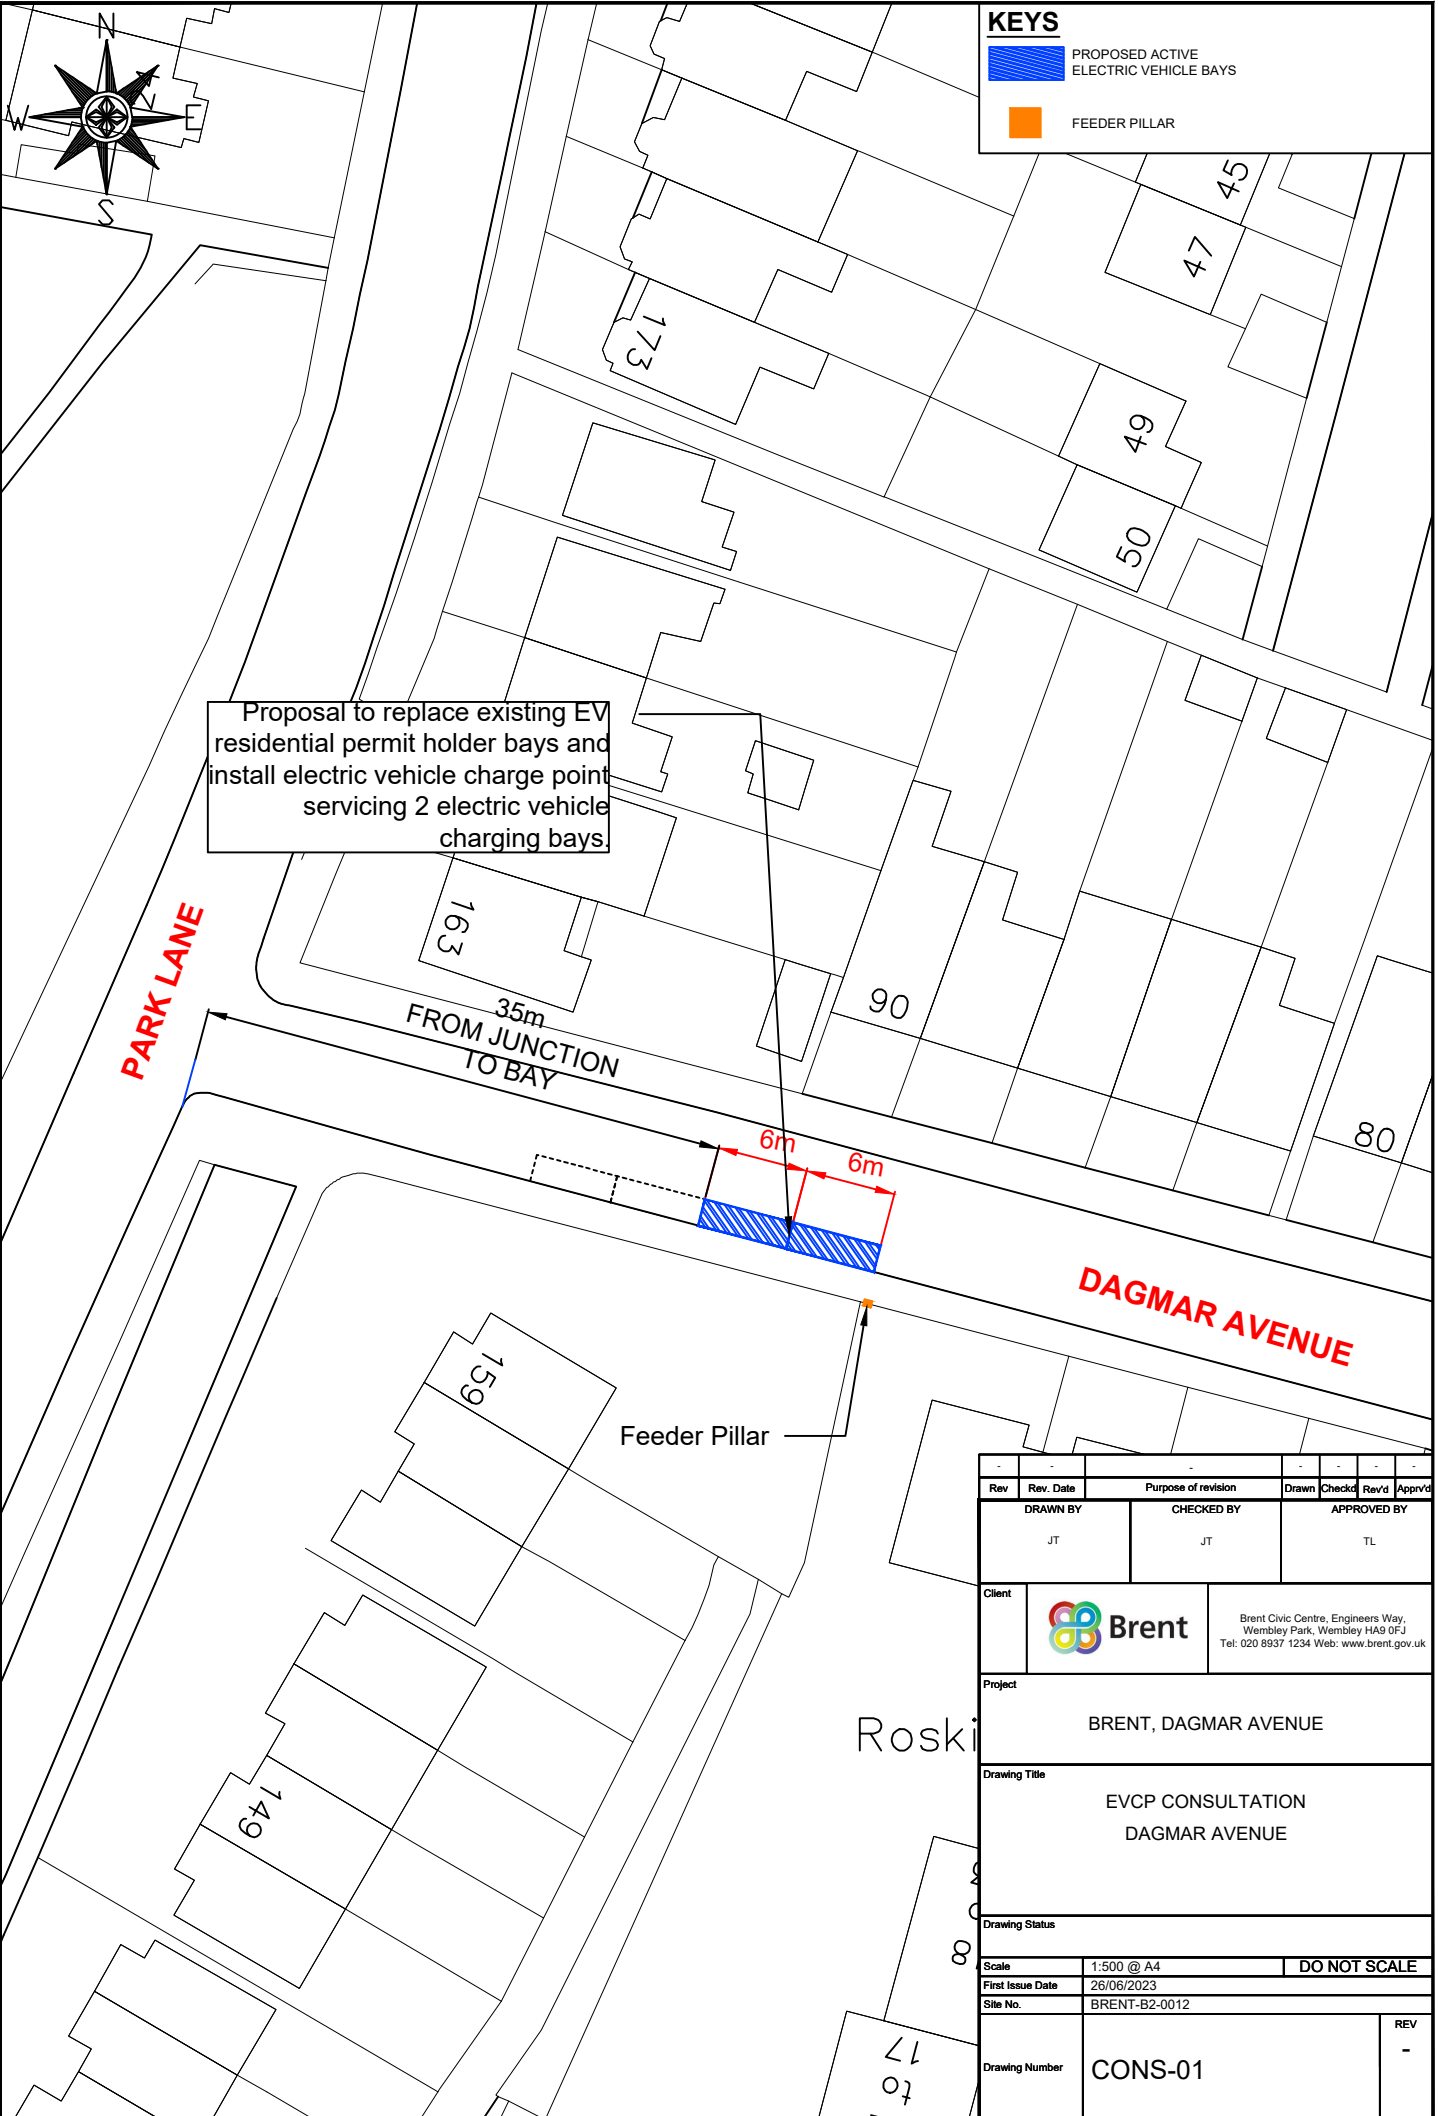 N
W
E
S
KEYS
PROPOSED ACTIVE
ELECTRIC VEHICLE BAYS
FEEDER PILLAR
45
47
173
49
50
Proposal to replace existing EV
residential permit holder bays and
install electric vehicle charge point
servicing 2 electric vehicle
charging bays.
163
PARK LANE
90
35m
FROM JUNCTION
TO BAY
80
6m
6m
DAGMAR AVENUE
159
Feeder Pillar
149
Roski
8
17
to
- - - - - - -
Rev Rev. Date Purpose of revision Drawn Checkd Rev'd Apprv'd
DRAWN BY CHECKED BY APPROVED BY
JT JT TL
Client
Brent
Brent Civic Centre, Engineers Way,
Wembley Park, Wembley HA9 0FJ
Tel: 020 8937 1234 Web: www.brent.gov.uk
Project
BRENT, DAGMAR AVENUE
Drawing Title
EVCP CONSULTATION
DAGMAR AVENUE
Drawing Status
Scale 1:500 @ A4 DO NOT SCALE
First Issue Date 26/06/2023
Site No. BRENT-B2-0012
Drawing Number CONS-01
REV
-